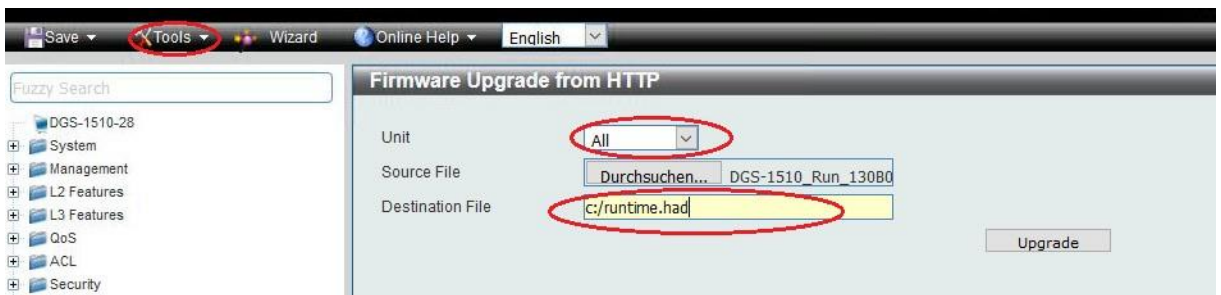 Save Tools Wizard Online Help English
Fuzzy Search
DGS-1510-28
System
Management
L2 Features
L3 Features
QoS
ACL
Security
Firmware Upgrade from HTTP
Unit All
Source File Durchsuchen... DGS-1510_Run_130B0
Destination File c:/runtime.had
Upgrade